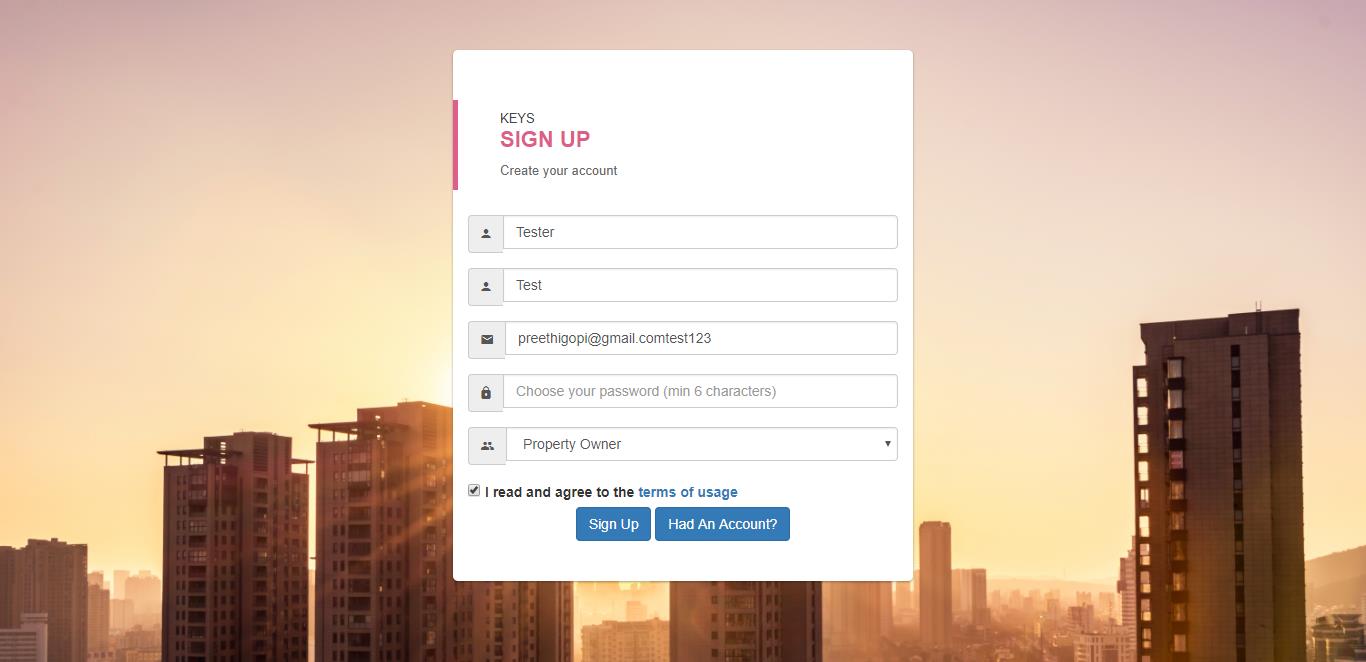 KEYS
SIGN UP
Create your account
Tester
Test
preethigopi@gmail.comtest123
Choose your password (min 6 characters)
Property Owner
I read and agree to the terms of usage
Sign Up Had An Account?